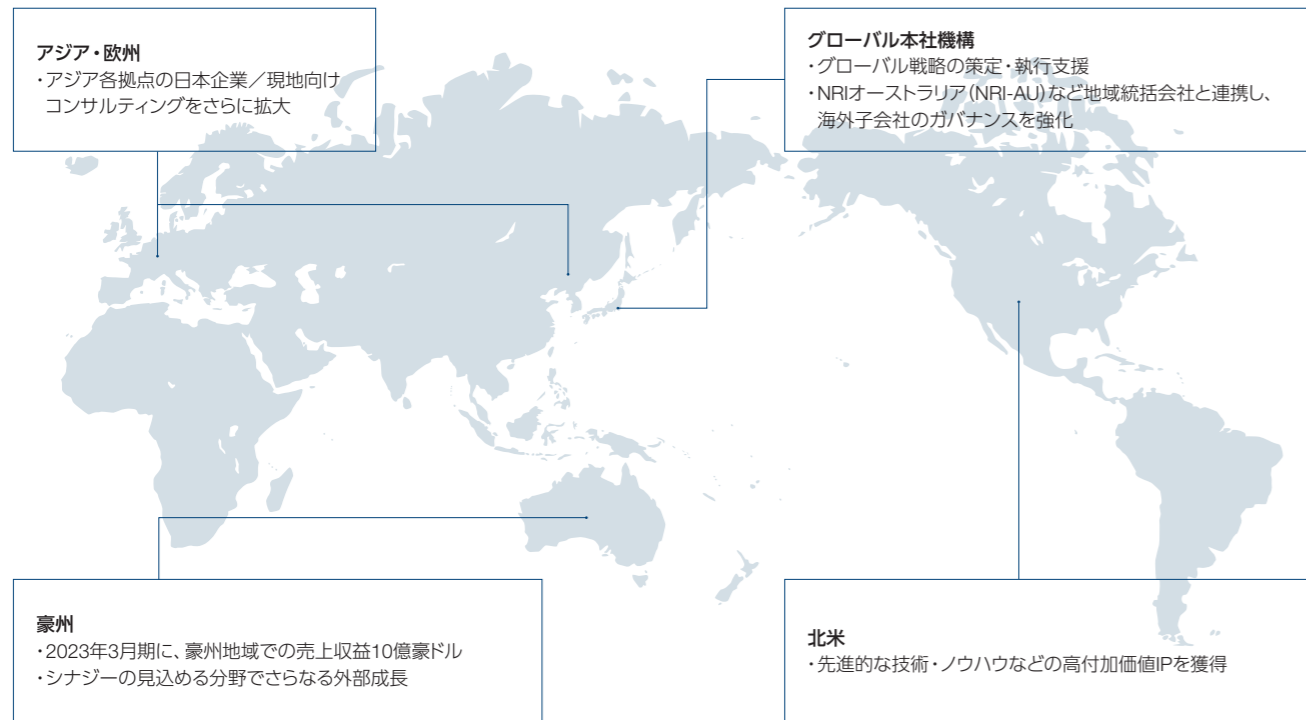 アジア・欧州
・アジア各拠点の日本企業／現地向け
コンサルティングをさらに拡大
グローバル本社機構
・グローバル戦略の策定・執行支援
・NRIオーストラリア（NRI-AU）など地域統括会社と連携し、
海外子会社のガバナンスを強化
豪州
・2023年3月期に、豪州地域での売上収益10億豪ドル
・シナジーの見込める分野でさらなる外部成長
北米
・先進的な技術・ノウハウなどの高付加価値IPを獲得